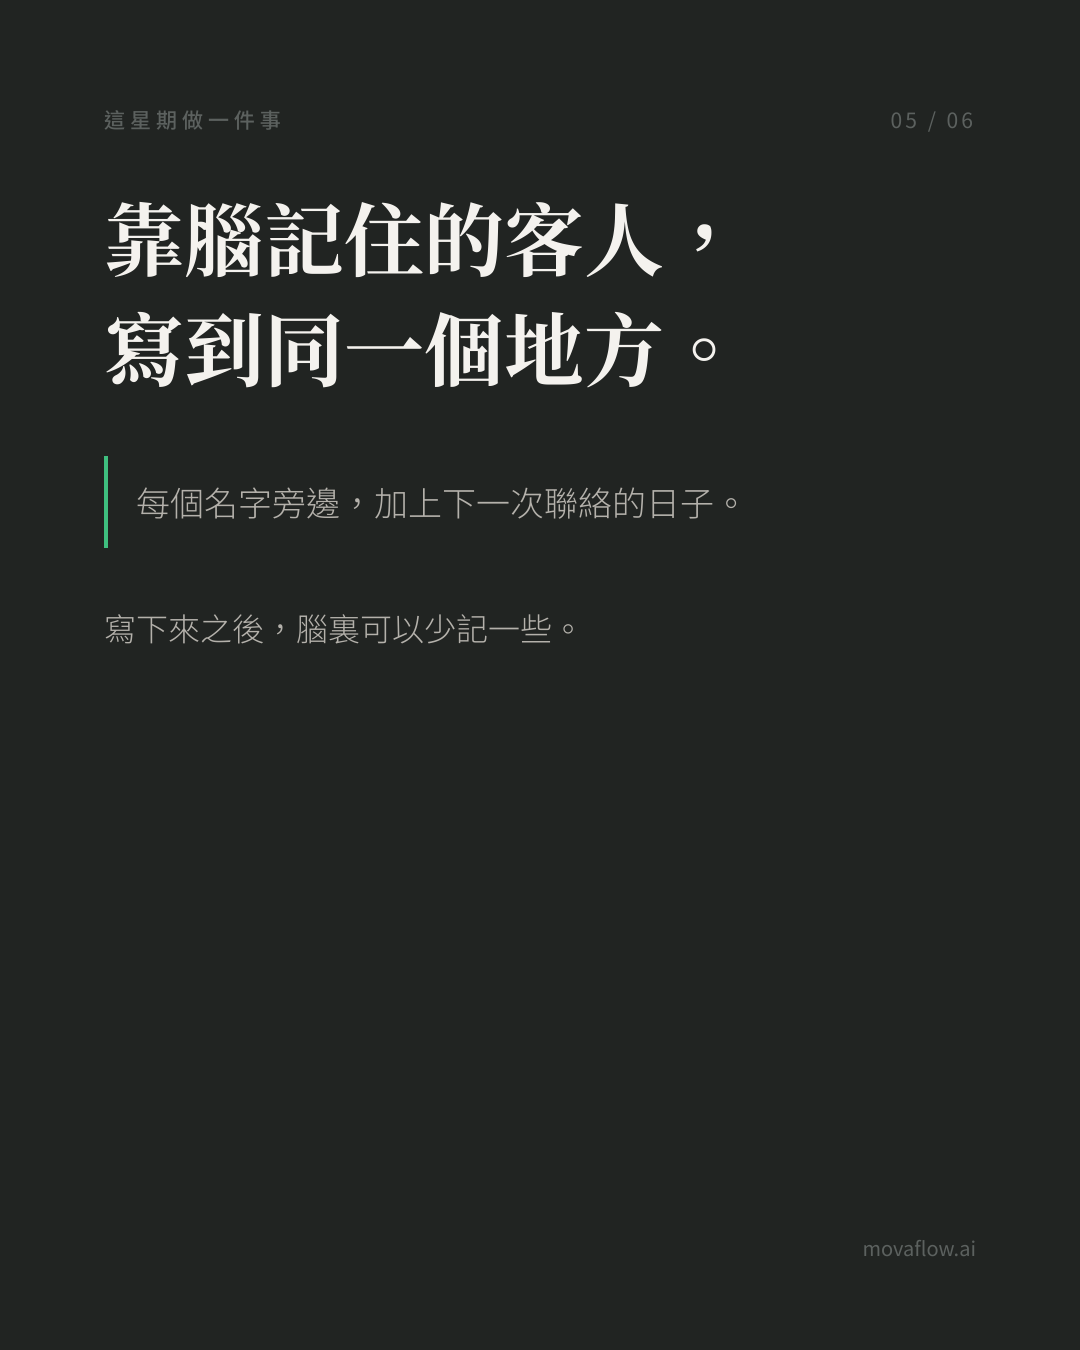 這星期做一件事
05 / 06
靠腦記住的客人，
寫到同一個地方。
每個名字旁邊，加上下一次聯絡的日子。
寫下來之後，腦裏可以少記一些。
movaflow.ai